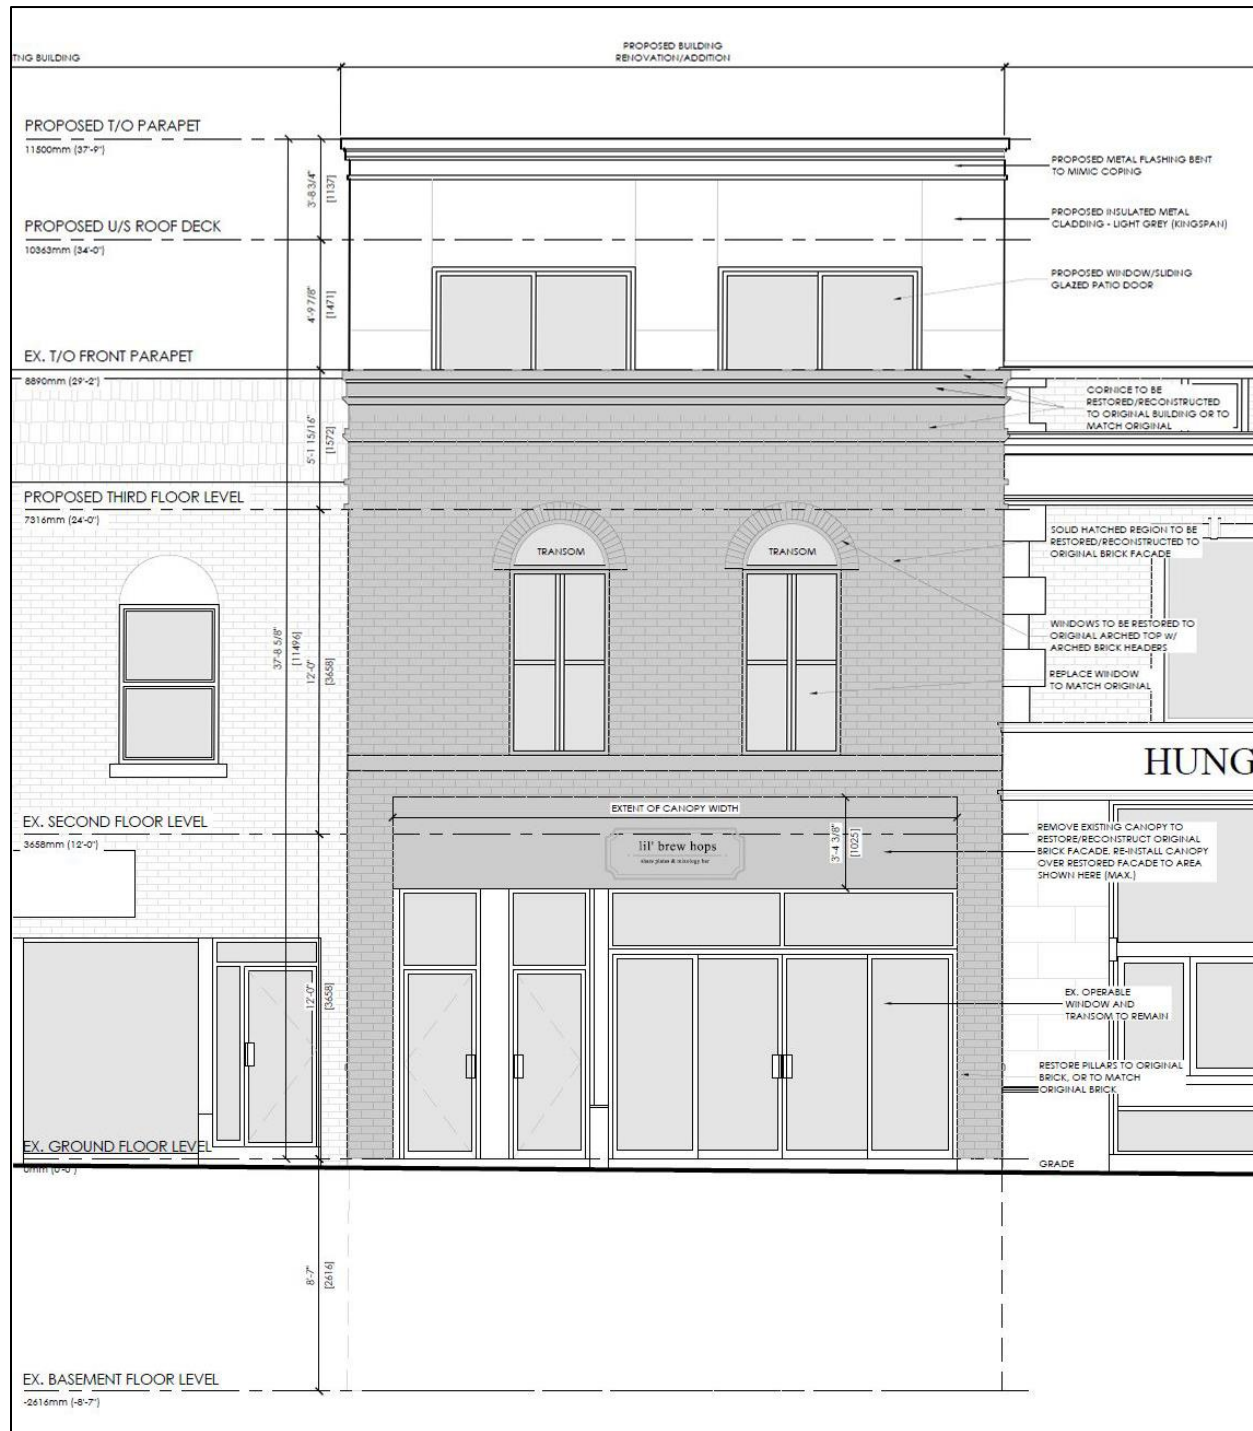 TNG BUILDING
PROPOSED BUILDING
RENOVATION/ADDITION
PROPOSED T/O PARAPET
11500mm (37'-9")
3'-8 3/4"
[1137]
PROPOSED METAL FLASHING BENT
TO MIMIC COPING
PROPOSED U/S ROOF DECK
10363mm (34'-0")
PROPOSED INSULATED METAL
CLADDING - LIGHT GREY (KINGSPAN)
4'-9 7/8"
[1471]
PROPOSED WINDOW/SLIDING
GLAZED PATIO DOOR
EX. T/O FRONT PARAPET
8890mm (29'-2")
5'-1 15/16"
[1572]
CORNICE TO BE
RESTORED/RECONSTRUCTED
TO ORIGINAL BUILDING OR TO
MATCH ORIGINAL
PROPOSED THIRD FLOOR LEVEL
7316mm (24'-0")
TRANSOM
TRANSOM
SOLID HATCHED REGION TO BE
RESTORED/RECONSTRUCTED TO
ORIGINAL BRICK FACADE
37'-8 5/8"
[11496]
12'-0"
[3658]
WINDOWS TO BE RESTORED TO
ORIGINAL ARCHED TOP W/
ARCHED BRICK HEADERS
REPLACE WINDOW
TO MATCH ORIGINAL
HUNG
EX. SECOND FLOOR LEVEL
3658mm (12'-0")
EXTENT OF CANOPY WIDTH
lil' brew hops
share plates & mixology bar
3'-4 3/8"
[1025]
REMOVE EXISTING CANOPY TO
RESTORE/RECONSTRUCT ORIGINAL
BRICK FACADE. RE-INSTALL CANOPY
OVER RESTORED FACADE TO AREA
SHOWN HERE (MAX.)
12'-0"
[3658]
EX. OPERABLE
WINDOW AND
TRANSOM TO REMAIN
RESTORE PILLARS TO ORIGINAL
BRICK, OR TO MATCH
ORIGINAL BRICK
EX. GROUND FLOOR LEVEL
0mm (0'-0")
GRADE
8'-7"
[2616]
EX. BASEMENT FLOOR LEVEL
-2616mm (-8'-7")